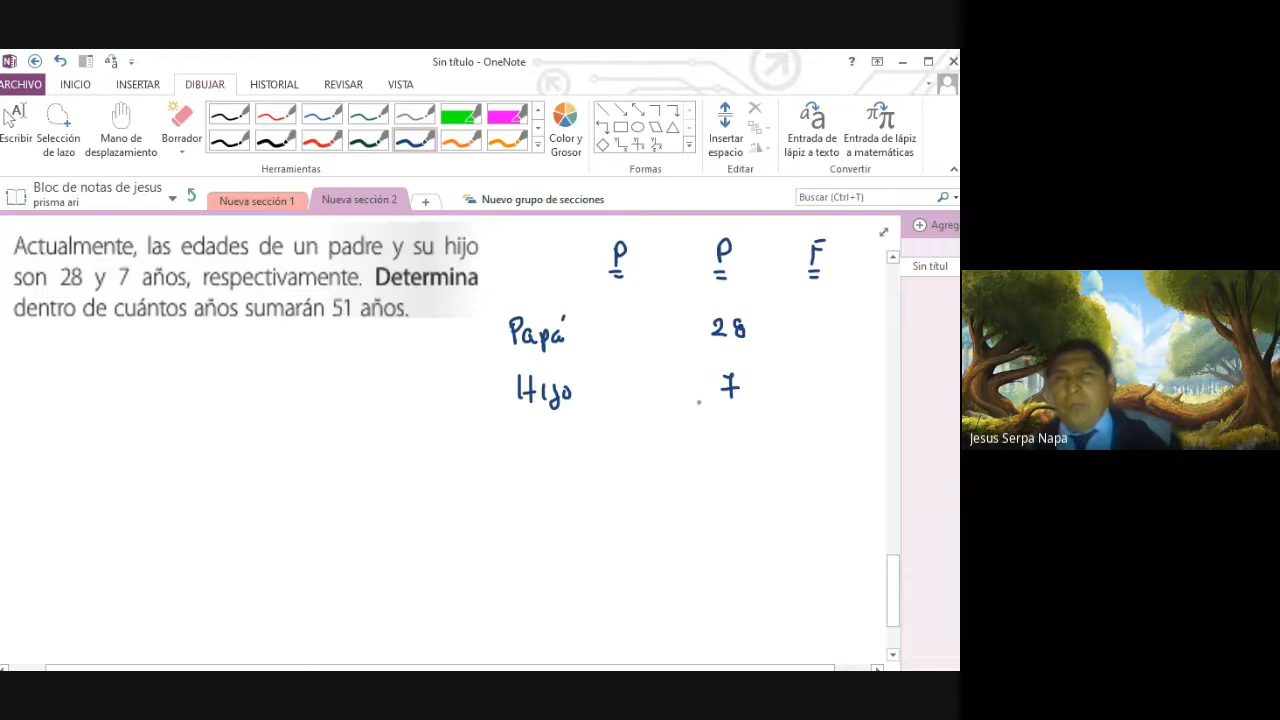 Sin título - OneNote
?
ARCHIVO INICIO INSERTAR DIBUJAR HISTORIAL REVISAR VISTA
Escribir
Selección de lazo
Mano de desplazamiento
Borrador
Color y Grosor
Insertar espacio
Entrada de lápiz a texto
Entrada de lápiz a matemáticas
Herramientas Formas Editar Convertir
Bloc de notas de jesus
prisma ari
Nueva sección 1 Nueva sección 2 + Nuevo grupo de secciones
Buscar (Ctrl+T)
Agreg
Sin títul
Actualmente, las edades de un padre y su hijo
son 28 y 7 años, respectivamente. Determina
dentro de cuántos años sumarán 51 años.
P P F
Papá 28
Hijo 7
Jesus Serpa Napa